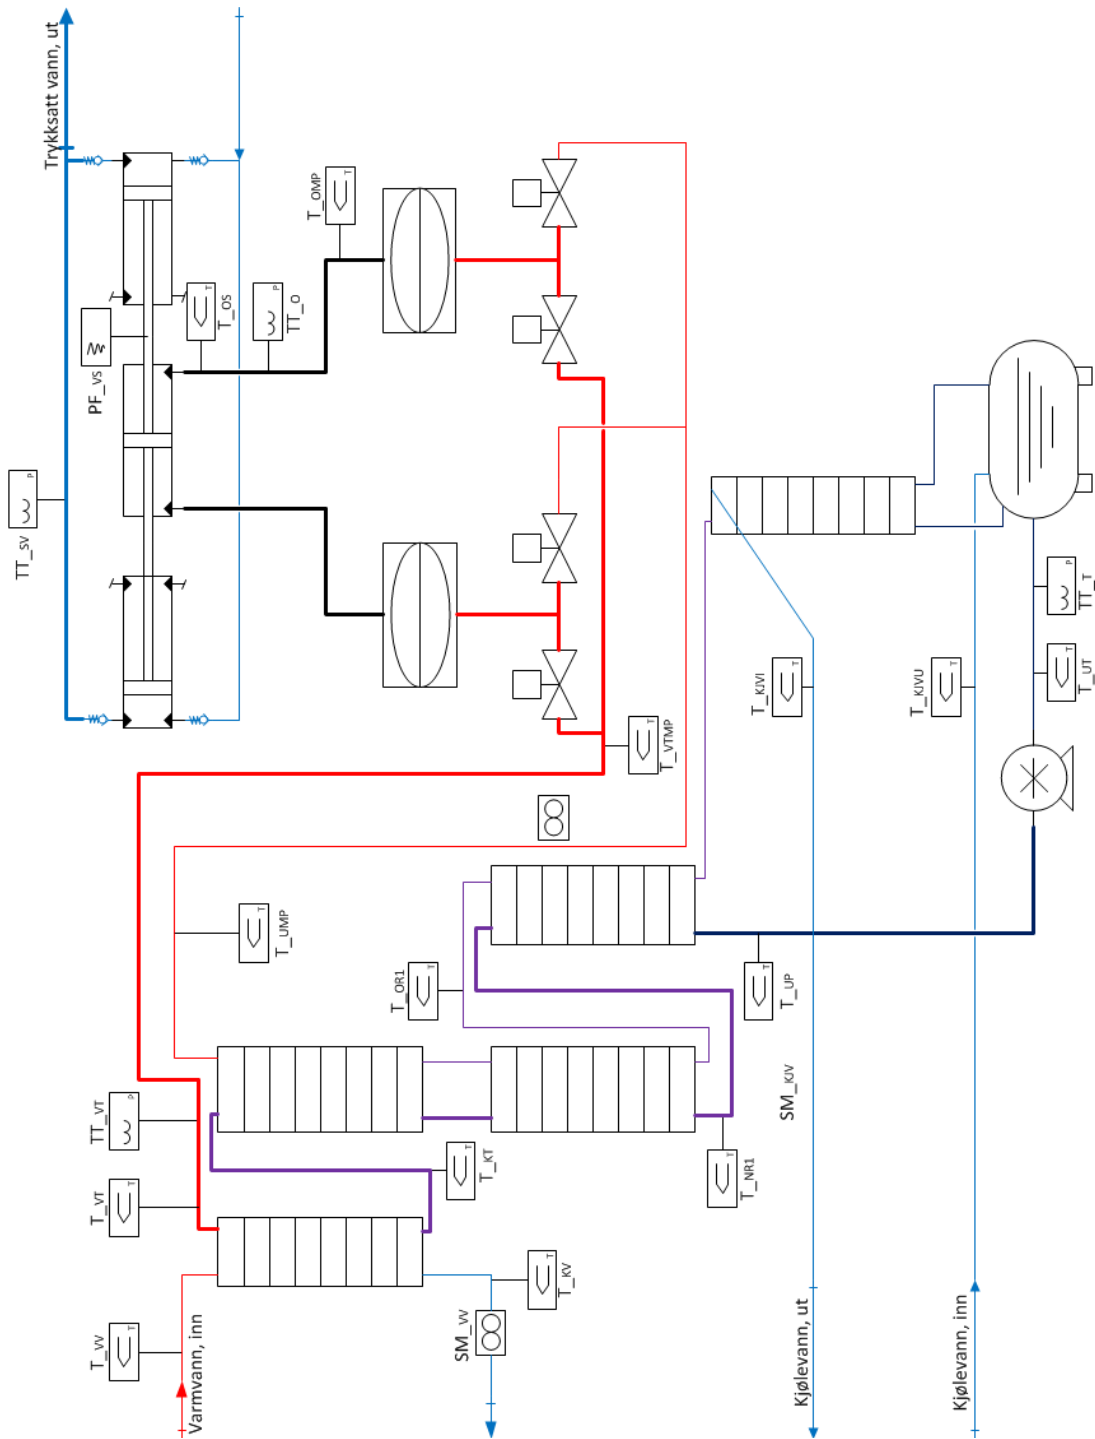 Trykksatt vann, ut
T_OMP
T
T_OS
T
TT_O
P
PF_VS
TT_SV
P
T_VTMP
T
T_UMP
T
T_OR1
T
T_KJVI
T
T_KJVU
T
TT_T
P
T_UT
T
T_UP
T
SM_KJV
T_NR1
T
TT_VT
P
T_VT
T
T_KT
T
T_KV
T
SM_VV
T_VV
T
Varmvann, inn
Kjølevann, ut
Kjølevann, inn